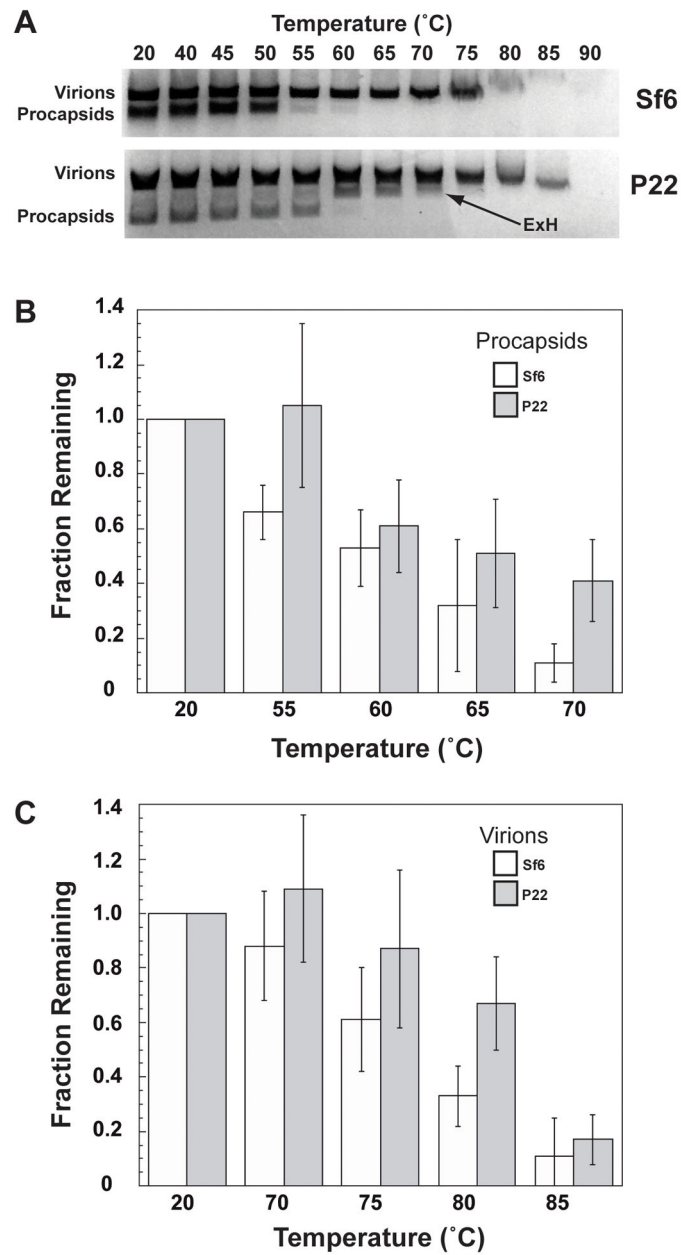 A
Temperature (˚C)
20 40 45 50 55 60 65 70 75 80 85 90
Virions
Procapsids
Sf6
Virions
Procapsids
P22
ExH
B
1.4
1.2
1.0
0.8
0.6
0.4
0.2
0
Fraction Remaining
Procapsids
Sf6
P22
20 55 60 65 70
Temperature (˚C)
C
1.4
1.2
1.0
0.8
0.6
0.4
0.2
0
Fraction Remaining
Virions
Sf6
P22
20 70 75 80 85
Temperature (˚C)